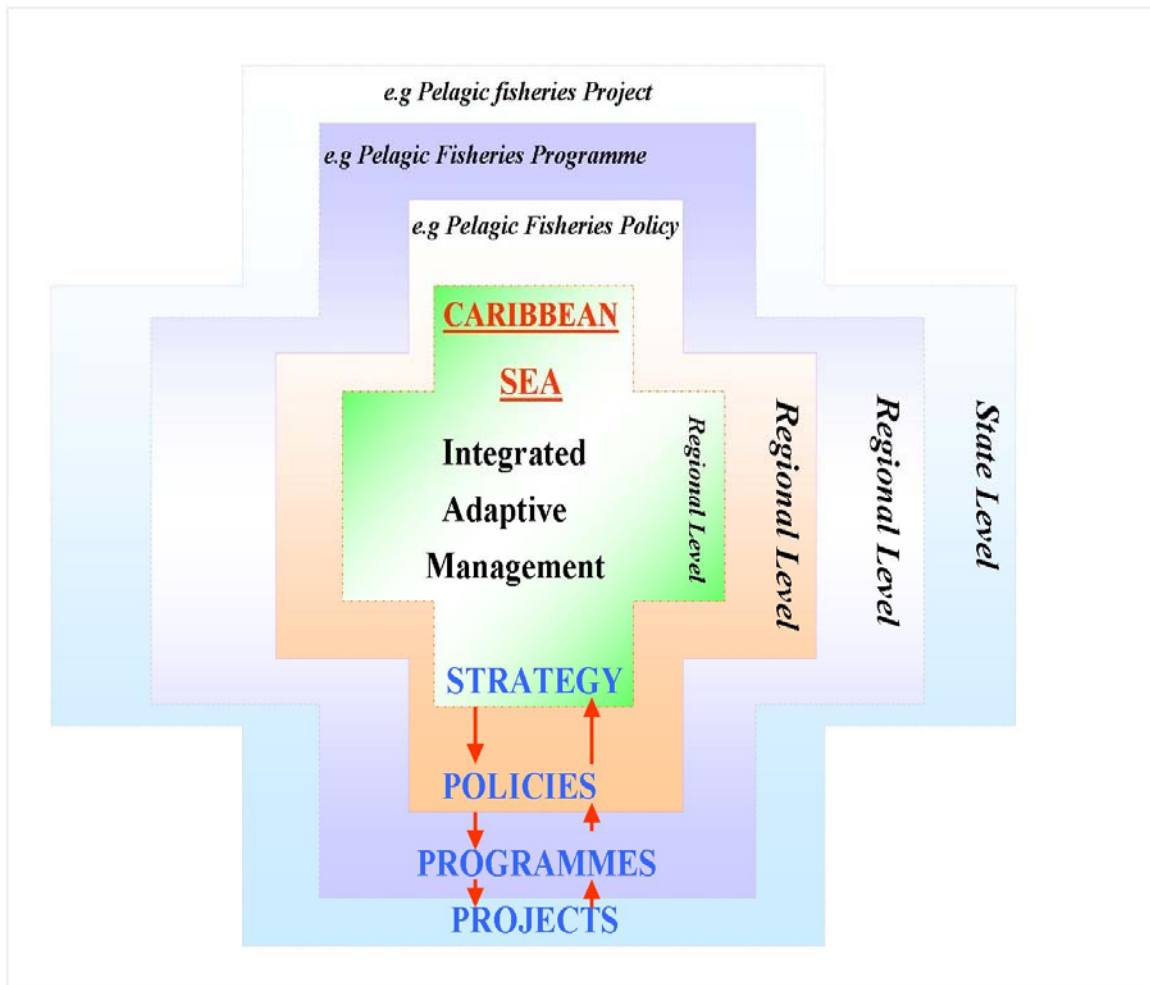 e.g Pelagic fisheries Project
e.g Pelagic Fisheries Programme
e.g Pelagic Fisheries Policy
CARIBBEAN
SEA
Integrated
Adaptive
Management
Regional Level
Regional Level
Regional Level
State Level
STRATEGY
POLICIES
PROGRAMMES
PROJECTS